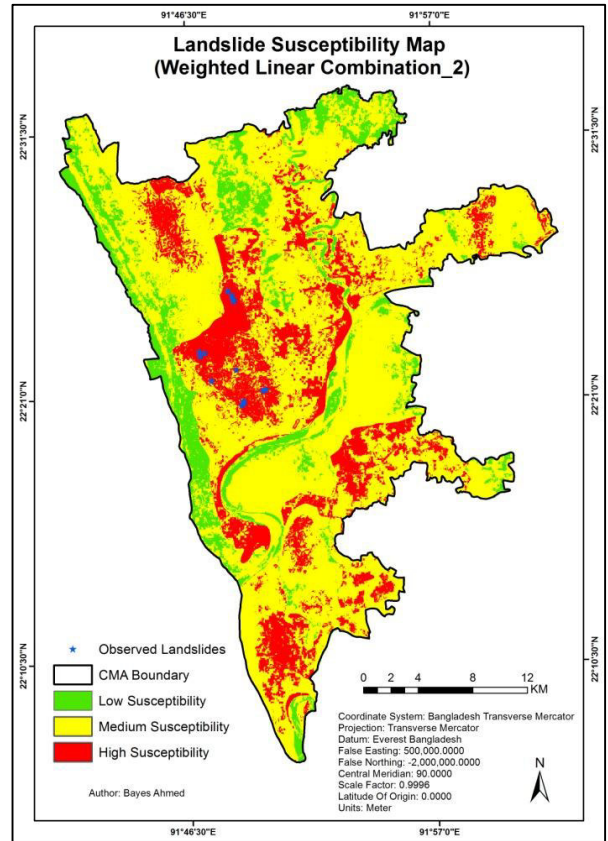 91°46'30"E
91°57'0"E
Landslide Susceptibility Map
(Weighted Linear Combination_2)
22°31'30"N
22°31'30"N
22°21'0"N
22°21'0"N
22°10'30"N
22°10'30"N
Observed Landslides
CMA Boundary
Low Susceptibility
Medium Susceptibility
High Susceptibility
Author: Bayes Ahmed
0 2 4 8 12
KM
Coordinate System: Bangladesh Transverse Mercator
Projection: Transverse Mercator
Datum: Everest Bangladesh
False Easting: 500,000.0000
False Northing: -2,000,000.0000
Central Meridian: 90.0000
Scale Factor: 0.9996
Latitude Of Origin: 0.0000
Units: Meter
N
91°46'30"E
91°57'0"E